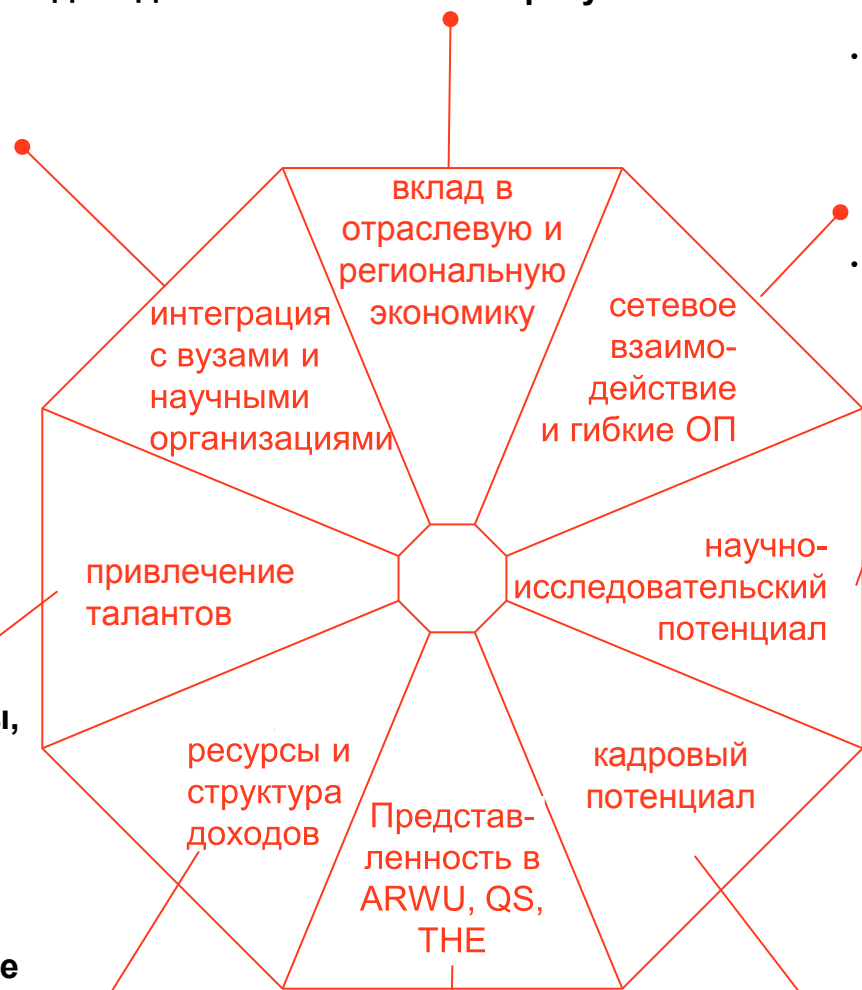 вклад в
отраслевую и
региональную
экономику
интеграция
с вузами и
научными
организациями
сетевое
взаимо-
действие
и гибкие ОП
научно-
исследовательский
потенциал
привлечение
талантов
кадровый
потенциал
ресурсы и
структура
доходов
Представ-
ленность в
ARWU, QS,
THE